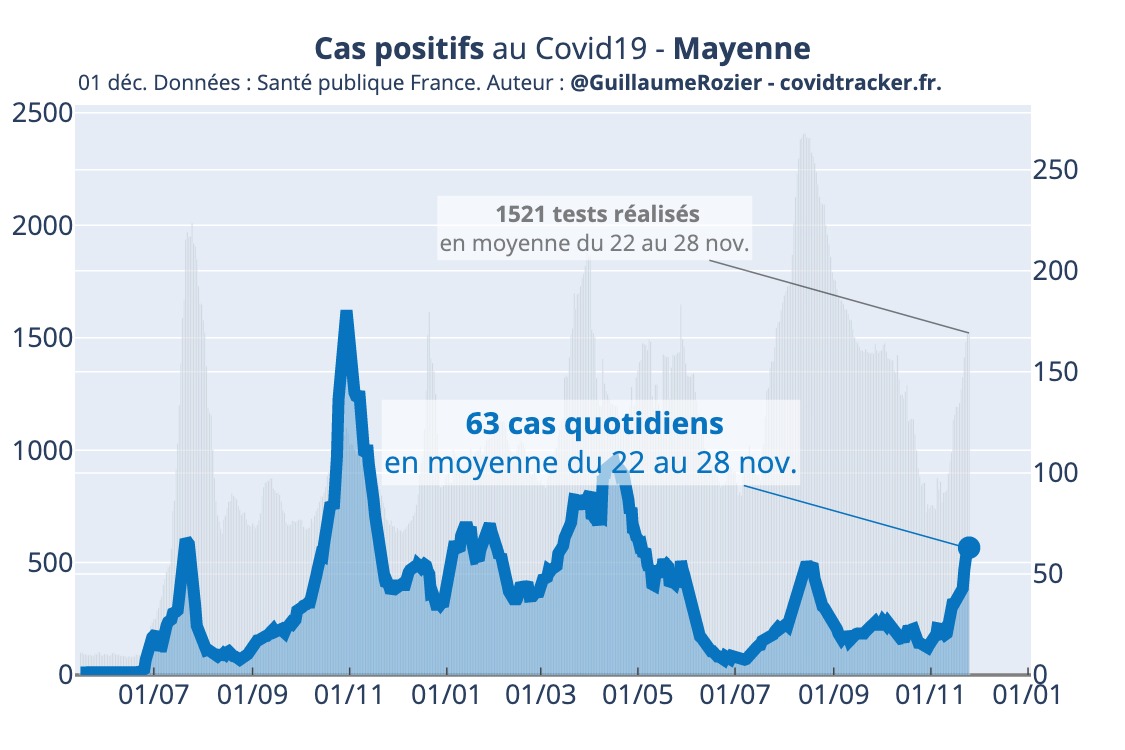 Cas positifs au Covid19 - Mayenne
01 déc. Données : Santé publique France. Auteur : @GuillaumeRozier - covidtracker.fr.
2500
2000
1500
1000
500
0
250
200
150
100
50
0
1521 tests réalisés
en moyenne du 22 au 28 nov.
63 cas quotidiens
en moyenne du 22 au 28 nov.
01/07 01/09 01/11 01/01 01/03 01/05 01/07 01/09 01/11 01/01